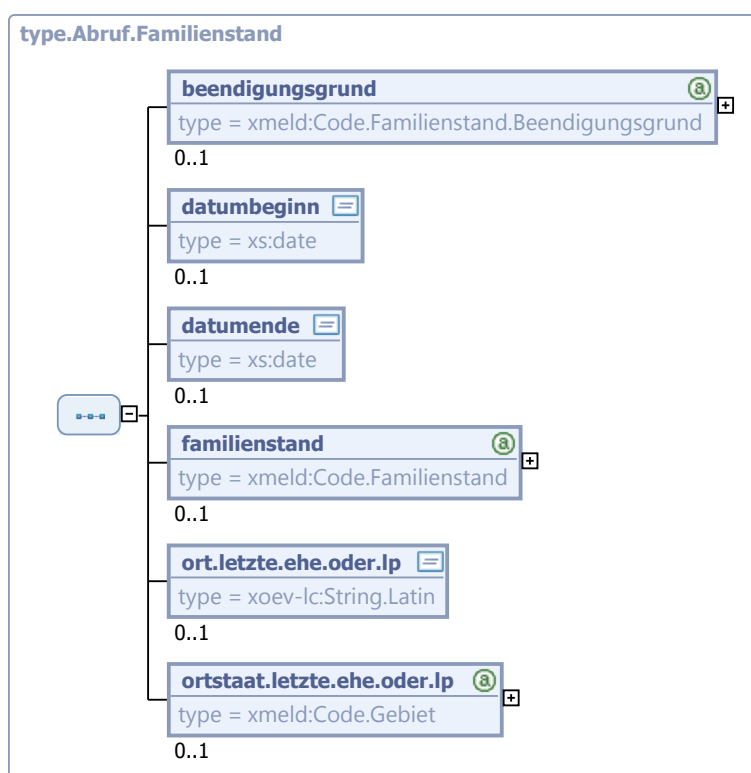 type.Abruf.Familienstand
beendigungsgrund
type = xmeld:Code.Familienstand.Beendigungsgrund
0..1
datumbeginn
type = xs:date
0..1
datumende
type = xs:date
0..1
familienstand
type = xmeld:Code.Familienstand
0..1
ort.letzte.ehe.oder.lp
type = xoev-lc:String.Latin
0..1
ortstaat.letzte.ehe.oder.lp
type = xmeld:Code.Gebiet
0..1